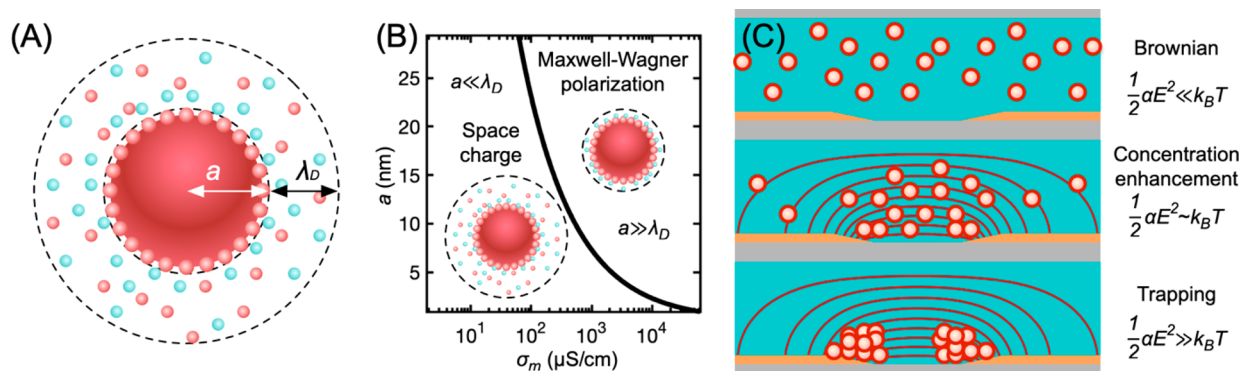 (A)
a
λD
(B)
a (nm)
25
20
15
10
5
a≪λD
Maxwell-Wagner
polarization
Space
charge
a≫λD
10¹
10²
10³
10⁴
σm (μS/cm)
(C)
Brownian
½αE²≪kBT
Concentration
enhancement
½αE²~kBT
Trapping
½αE²≫kBT